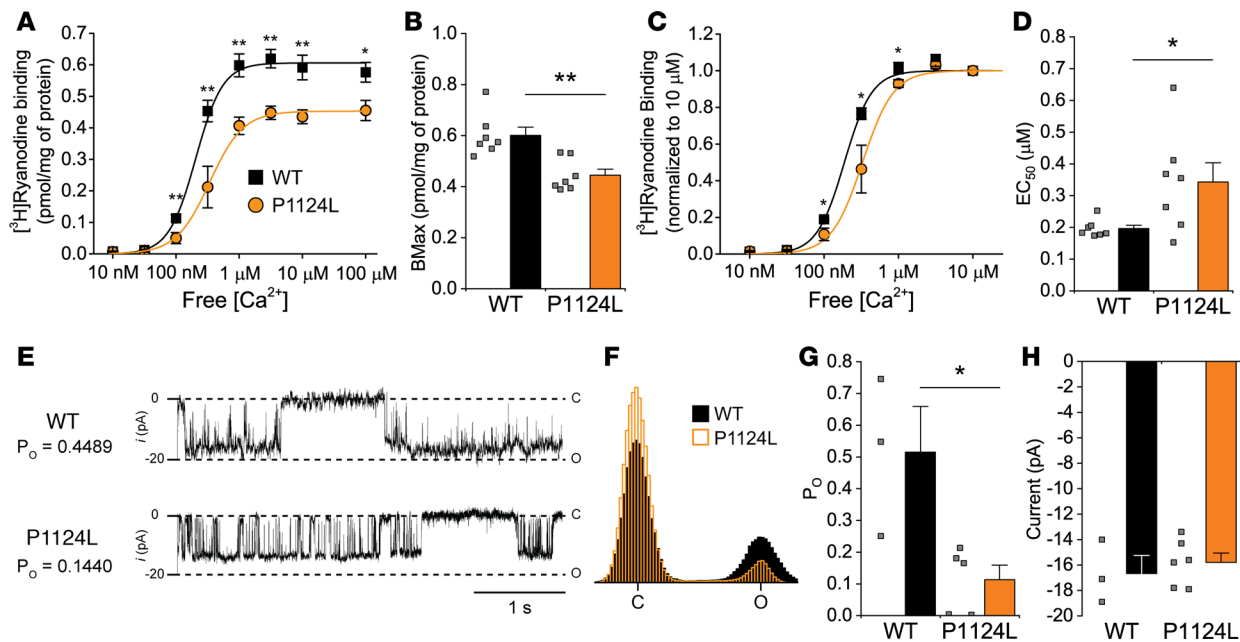 A
[³H]Ryanodine binding
(pmol/mg of protein)
0.7
0.6
0.5
0.4
0.3
0.2
0.1
0.0
** ** ** ** ** *
WT
P1124L
10 nM 100 nM 1 μM 10 μM 100 μM
Free [Ca²⁺]
B
BMax (pmol/mg of protein)
0.8
0.6
0.4
0.2
0.0
**
WT P1124L
C
[³H]Ryanodine Binding
(normalized to 10 μM)
1.2
1.0
0.8
0.6
0.4
0.2
0.0
* * *
10 nM 100 nM 1 μM 10 μM
Free [Ca²⁺]
D
EC₅₀ (μM)
0.8
0.7
0.6
0.5
0.4
0.3
0.2
0.1
0.0
*
WT P1124L
E
WT
P_O = 0.4489
i (pA)
0 C
-20 O
P1124L
P_O = 0.1440
i (pA)
0 C
-20 O
1 s
F
WT
P1124L
C O
G
P_O
0.8
0.7
0.6
0.5
0.4
0.3
0.2
0.1
0.0
*
WT P1124L
H
Current (pA)
0
-2
-4
-6
-8
-10
-12
-14
-16
-18
-20
WT P1124L